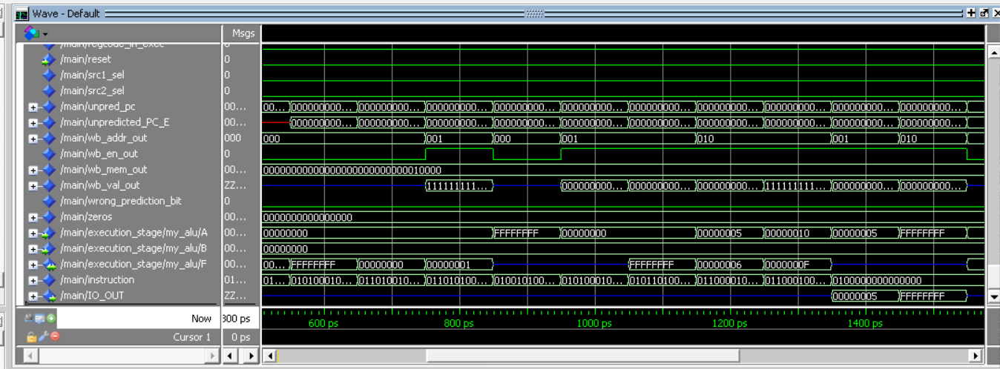 Wave - Default
Msgs
/main/regcode_in_exec 0
/main/reset 0
/main/src1_sel 0
/main/src2_sel 0
/main/unpred_pc 00... 00... 000000000... 000000000... 000000000... 000000000... 000000000... 000000000... 000000000... 000000000... 000000000...
/main/unpredicted_PC_E 00... 000000000... 000000000... 000000000... 000000000... 000000000... 000000000... 000000000... 000000000... 000000000...
/main/wb_addr_out 000 000 001 000 001 010 001 010
/main/wb_en_out 0
/main/wb_mem_out 00... 00000000000000000000000000010000
/main/wb_val_out ZZ... 111111111... 000000000... 000000000... 000000000... 111111111... 000000000... 000000000...
/main/wrong_prediction_bit 0
/main/zeros 00... 0000000000000000
/main/execution_stage/my_alu/A 00... 00000000 FFFFFFFF 00000000 00000005 00000010 00000005 FFFFFFFF
/main/execution_stage/my_alu/B 00... 00000000
/main/execution_stage/my_alu/F 00... 00... FFFFFFFF 00000000 00000001 FFFFFFFF 00000006 0000000F
/main/instruction 01... 01... 010100010... 011010010... 011010100... 010010100... 010100010... 010110100... 011000010... 011000100... 0100000000000000
/main/IO_OUT ZZ... 00000005 FFFFFFFF
Now 300 ps 600 ps 800 ps 1000 ps 1200 ps 1400 ps
Cursor 1 0 ps